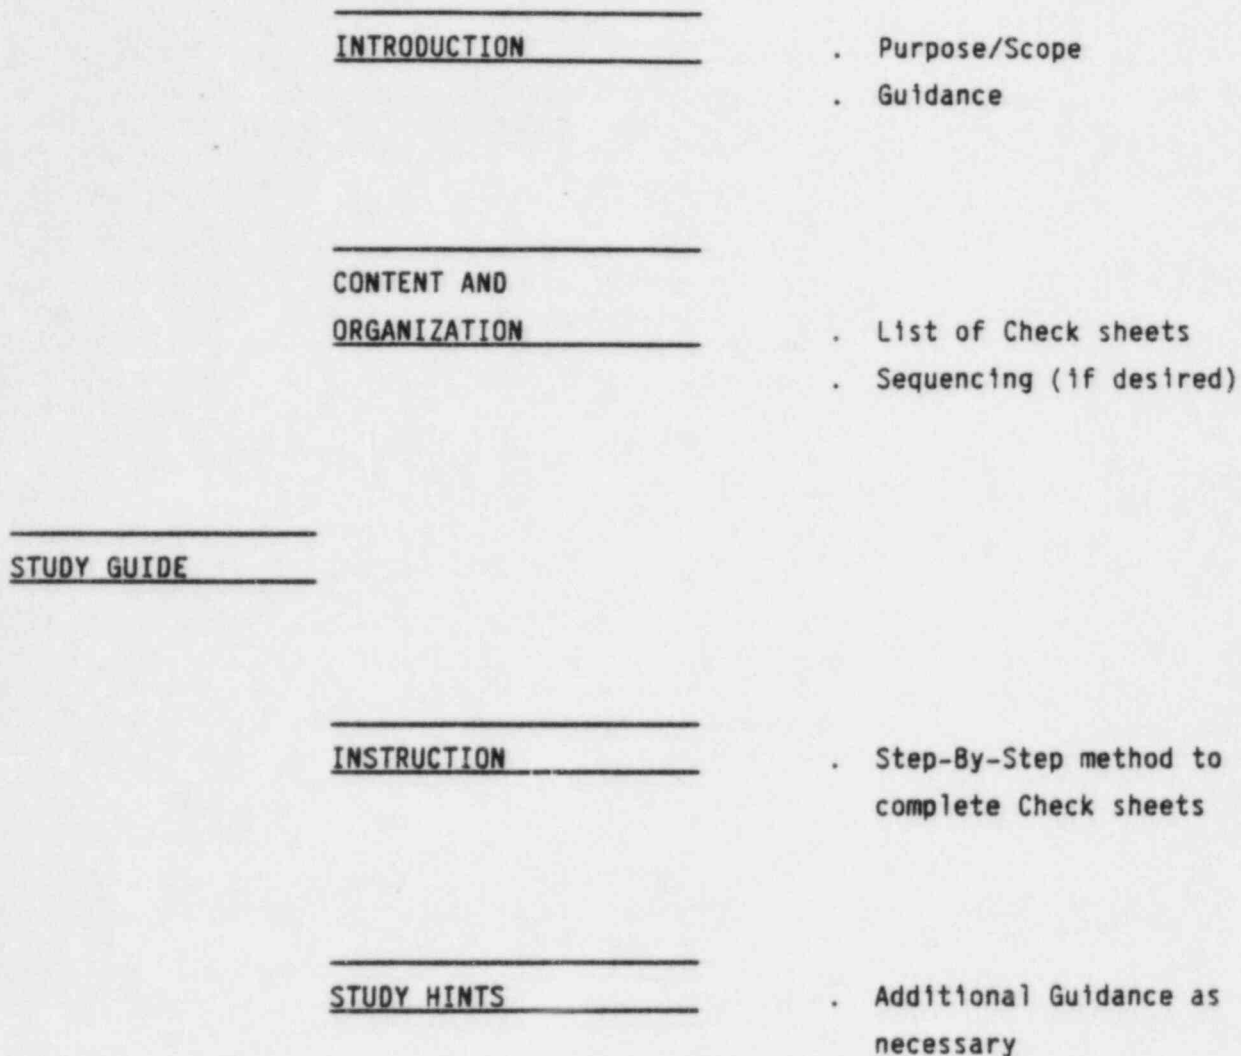 INTRODUCTION . Purpose/Scope
. Guidance
CONTENT AND
ORGANIZATION . List of Check sheets
. Sequencing (if desired)
STUDY GUIDE
INSTRUCTION . Step-By-Step method to
complete Check sheets
STUDY HINTS . Additional Guidance as
necessary